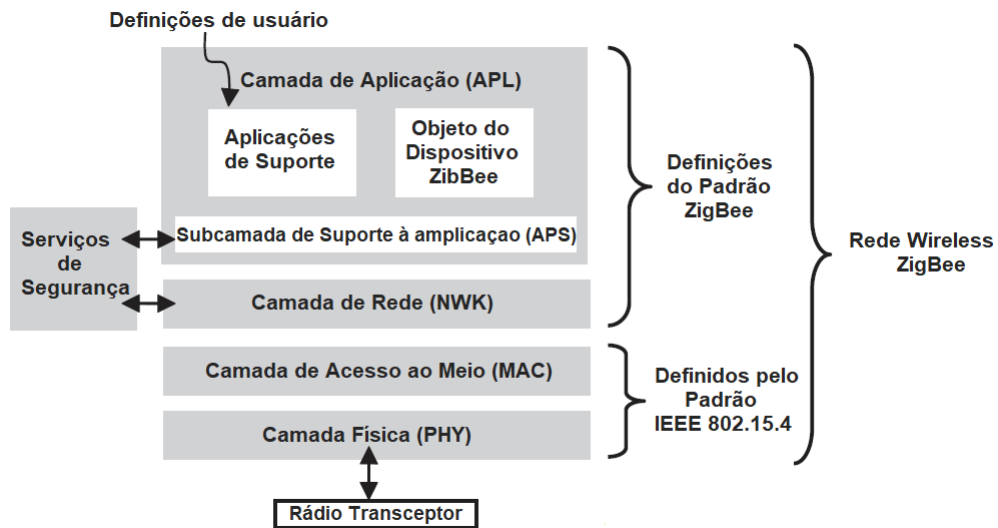 Definições de usuário
Camada de Aplicação (APL)
Aplicações
de Suporte
Objeto do
Dispositivo
ZibBee
Subcamada de Suporte à amplicaçao (APS)
Serviços
de
Segurança
Camada de Rede (NWK)
Camada de Acesso ao Meio (MAC)
Camada Física (PHY)
Rádio Transceptor
Definições
do Padrão
ZigBee
Definidos pelo
Padrão
IEEE 802.15.4
Rede Wireless
ZigBee